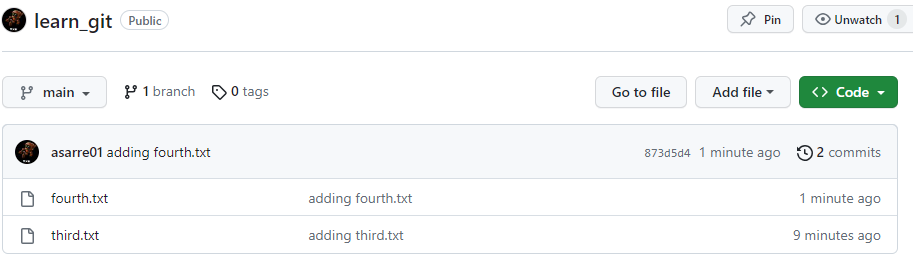 learn_git Public Pin Unwatch 1
main 1 branch 0 tags Go to file Add file Code
asarre01 adding fourth.txt 873d5d4 1 minute ago 2 commits
fourth.txt adding fourth.txt 1 minute ago
third.txt adding third.txt 9 minutes ago